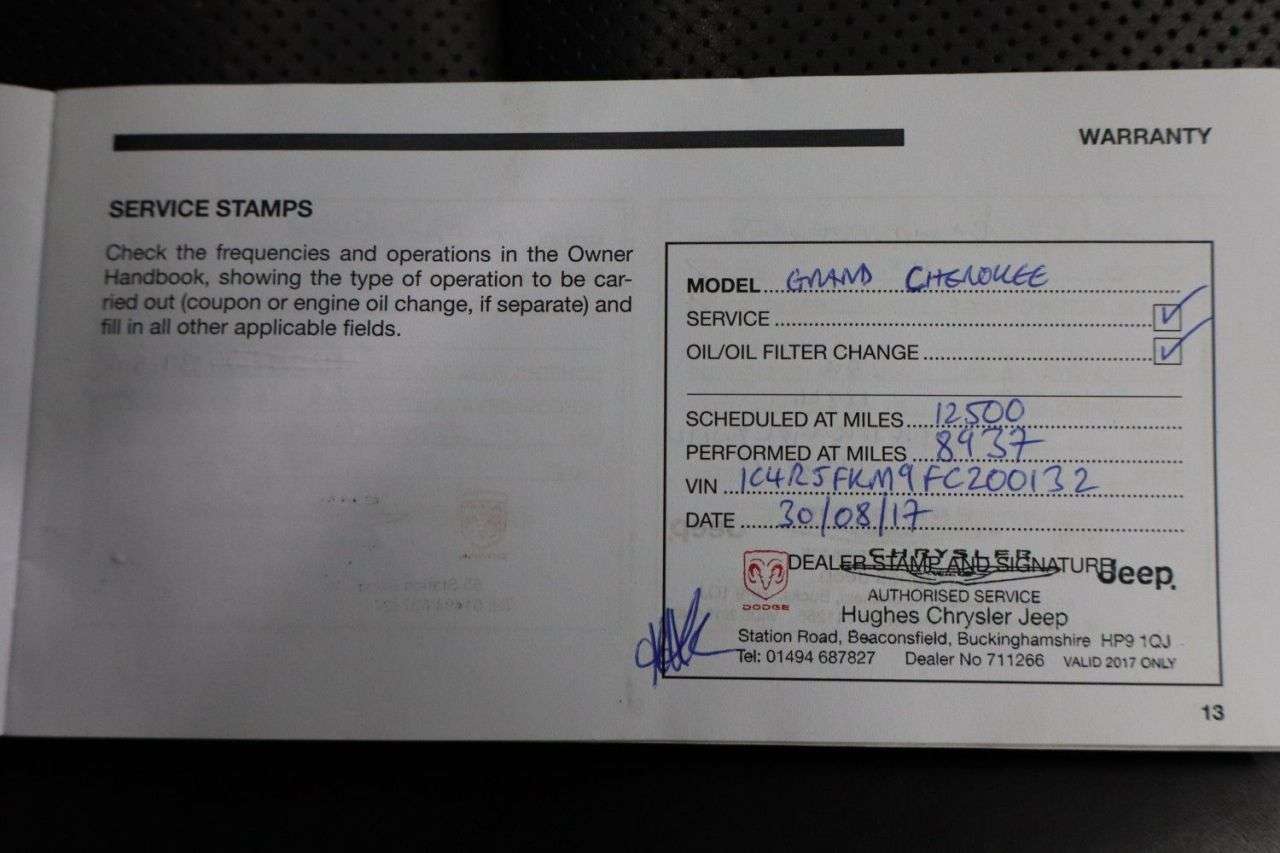 WARRANTY
SERVICE STAMPS
Check the frequencies and operations in the Owner
Handbook, showing the type of operation to be car-
ried out (coupon or engine oil change, if separate) and
fill in all other applicable fields.
MODEL GRAND CHEROKEE
SERVICE ✓
OIL/OIL FILTER CHANGE ✓
SCHEDULED AT MILES 12500
PERFORMED AT MILES 8937
VIN 1C4R5FKM9FC200132
DATE 30/08/17
CHRYSLER
DEALER STAMP AND SIGNATURE
DODGE
Jeep
AUTHORISED SERVICE
Hughes Chrysler Jeep
Station Road, Beaconsfield, Buckinghamshire HP9 1QJ
Tel: 01494 687827 Dealer No 711266 VALID 2017 ONLY
13